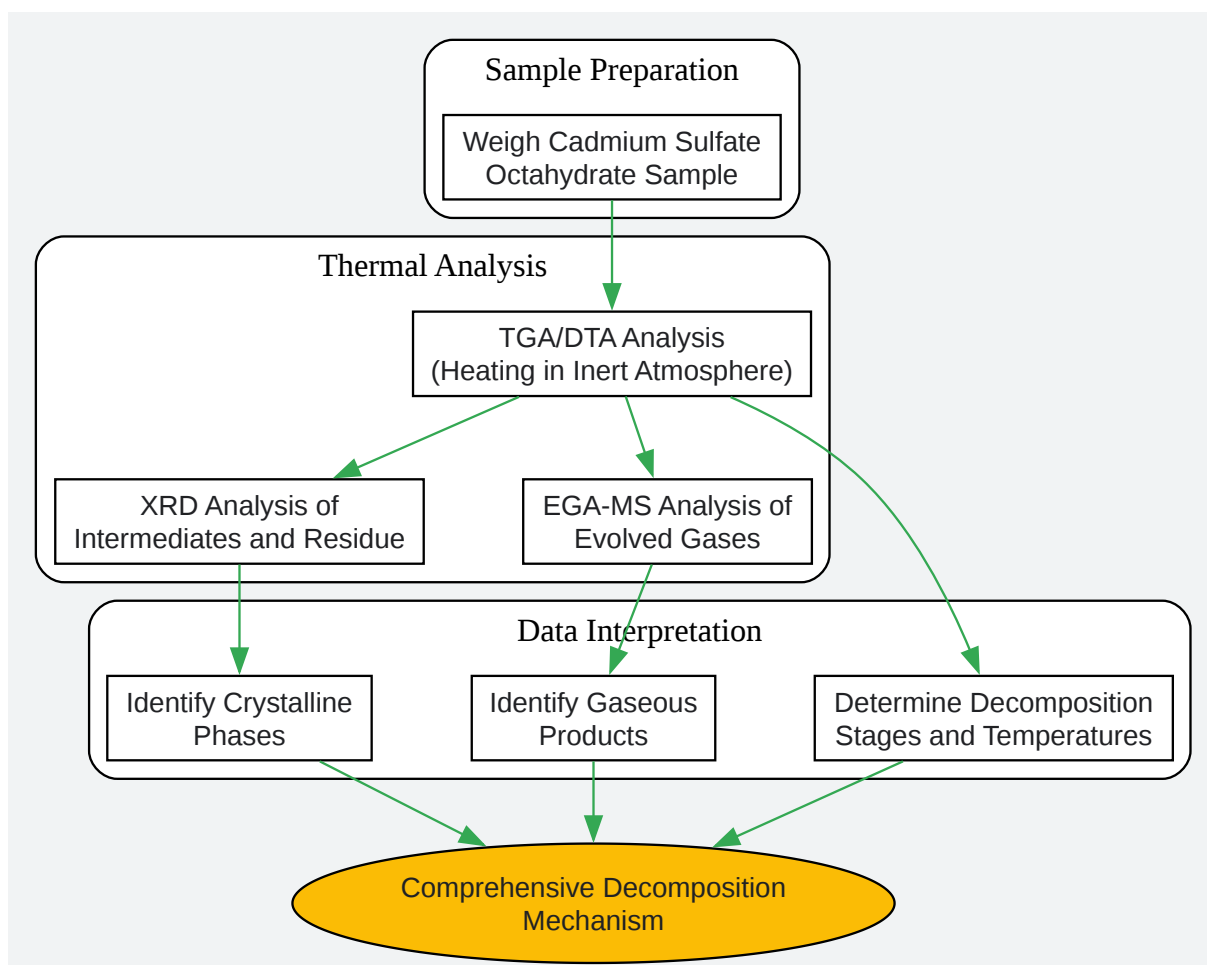 Sample Preparation
Weigh Cadmium Sulfate
Octahydrate Sample
Thermal Analysis
TGA/DTA Analysis
(Heating in Inert Atmosphere)
XRD Analysis of
Intermediates and Residue
EGA-MS Analysis of
Evolved Gases
Data Interpretation
Identify Crystalline
Phases
Identify Gaseous
Products
Determine Decomposition
Stages and Temperatures
Comprehensive Decomposition
Mechanism